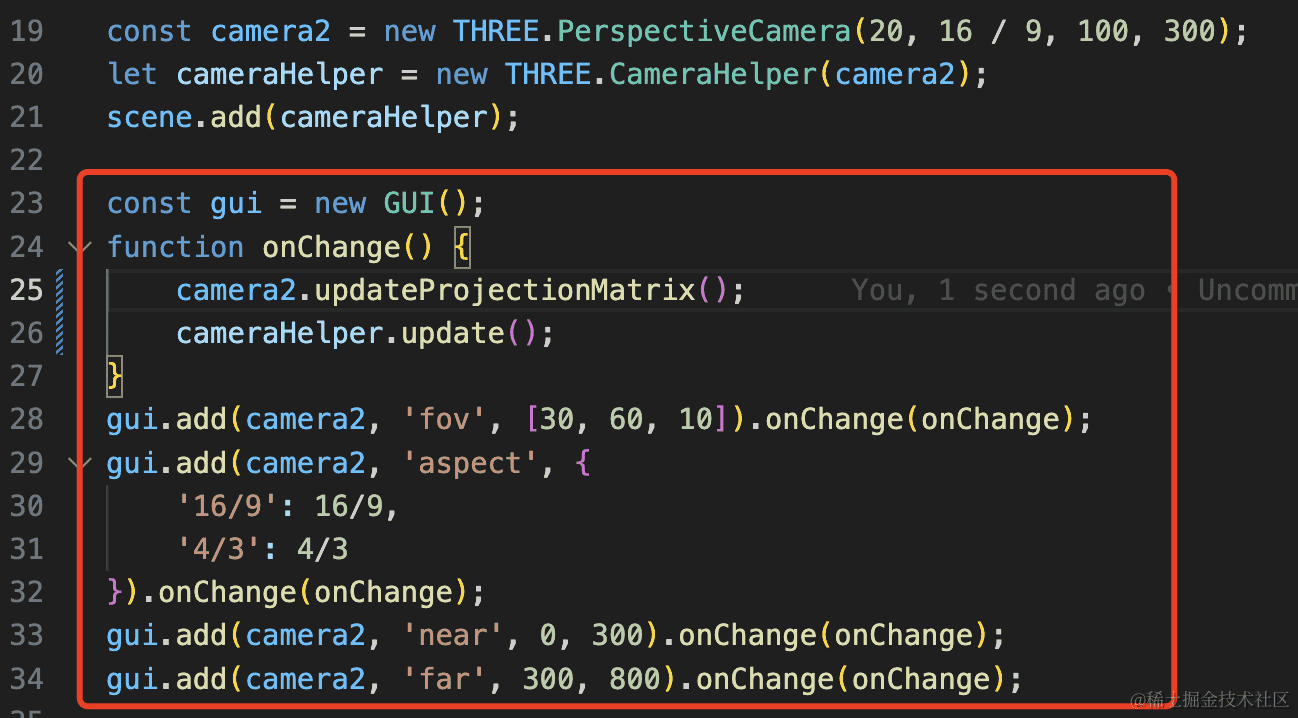 19 const camera2 = new THREE.PerspectiveCamera(20, 16 / 9, 100, 300);
20 let cameraHelper = new THREE.CameraHelper(camera2);
21 scene.add(cameraHelper);
22
23 const gui = new GUI();
24 function onChange() {
25     camera2.updateProjectionMatrix();    You, 1 second ago • Uncomm
26     cameraHelper.update();
27 }
28 gui.add(camera2, 'fov', [30, 60, 10]).onChange(onChange);
29 gui.add(camera2, 'aspect', {
30     '16/9': 16/9,
31     '4/3': 4/3
32 }).onChange(onChange);
33 gui.add(camera2, 'near', 0, 300).onChange(onChange);
34 gui.add(camera2, 'far', 300, 800).onChange(onChange);
@稀土掘金技术社区